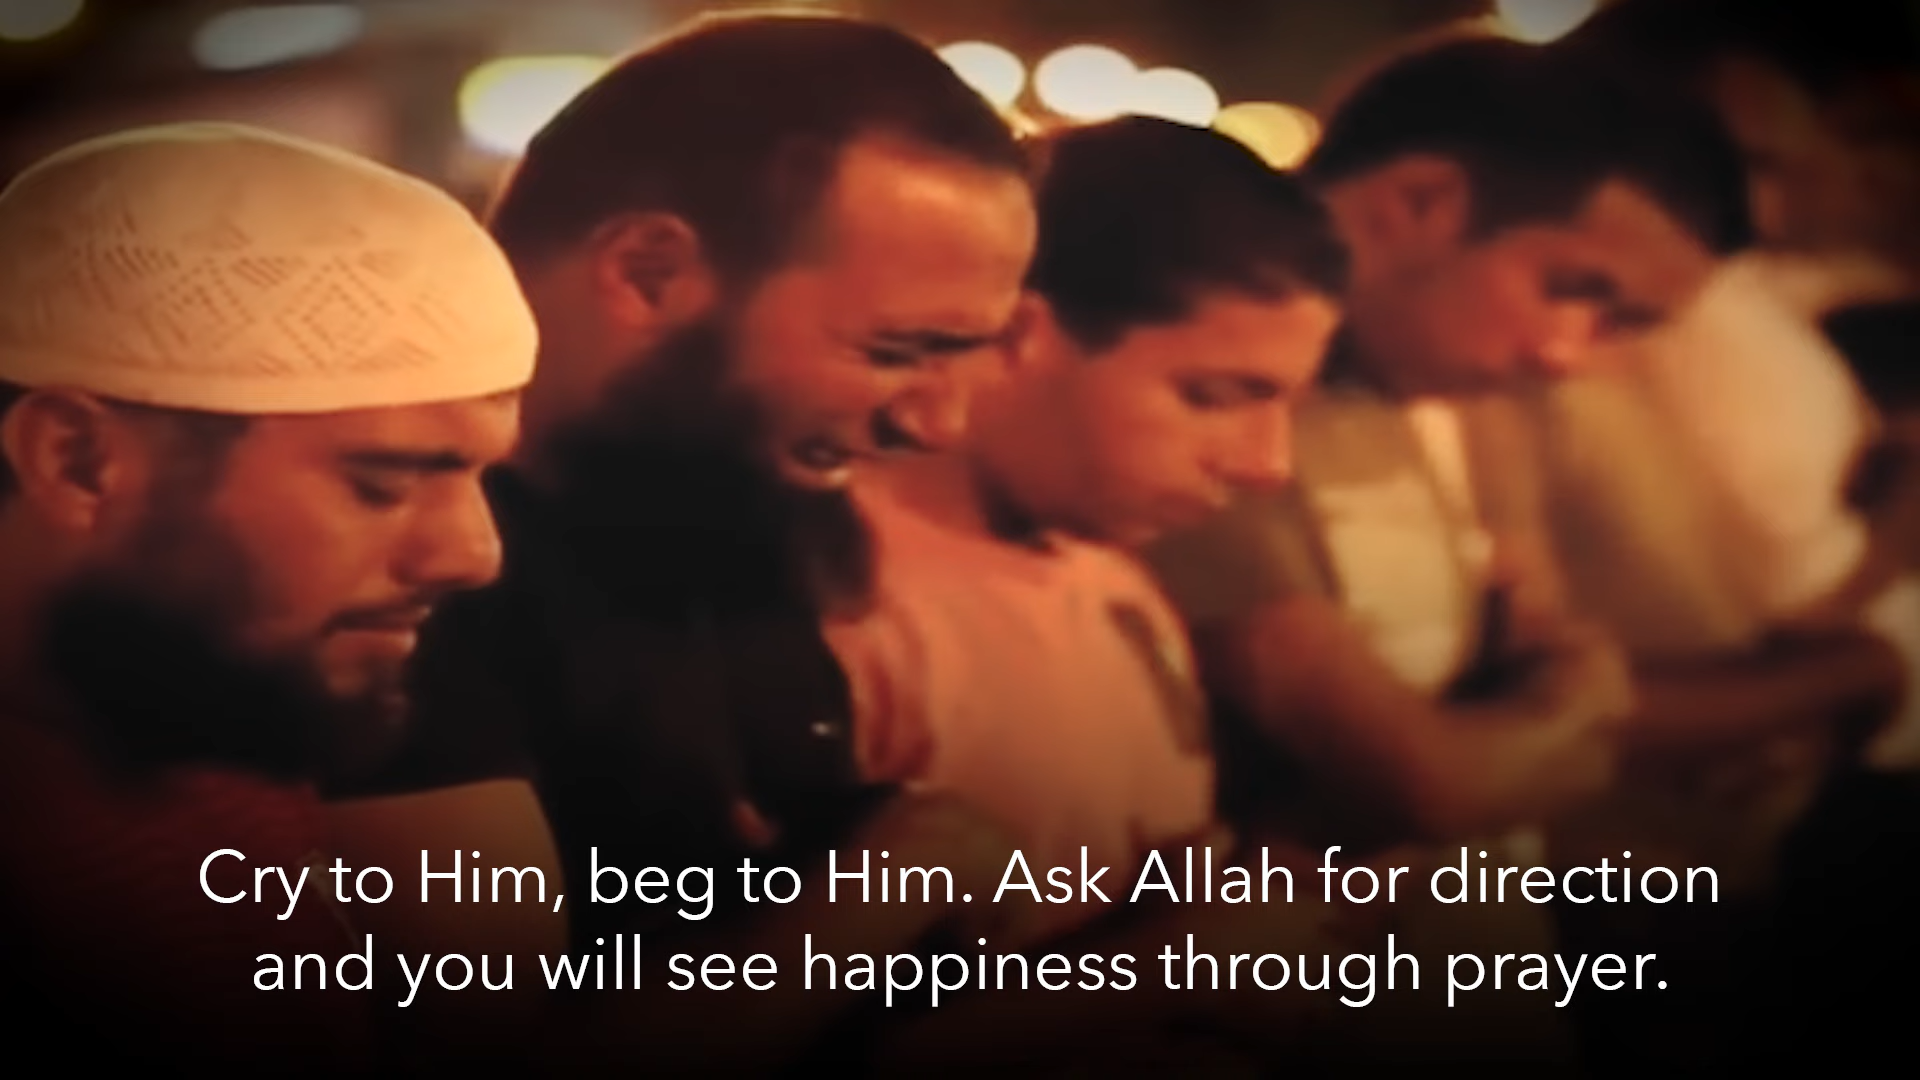 Cry to Him, beg to Him. Ask Allah for direction
and you will see happiness through prayer.